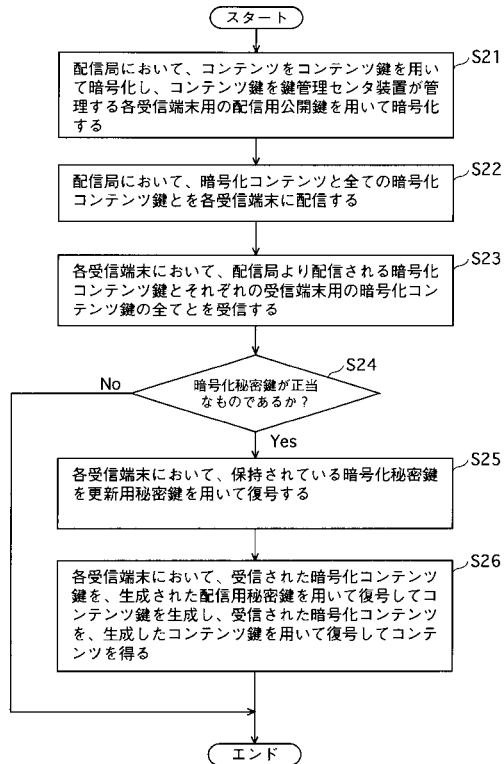 スタート
S21
配信局において、コンテンツをコンテンツ鍵を用い
て暗号化し、コンテンツ鍵を鍵管理センタ装置が管
理する各受信端末用の配信用公開鍵を用いて暗号化
する
S22
配信局において、暗号化コンテンツと全ての暗号化
コンテンツ鍵とを各受信端末に配信する
S23
各受信端末において、配信局より配信される暗号化
コンテンツ鍵とそれぞれの受信端末用の暗号化コン
テンツ鍵の全てとを受信する
S24
No
暗号化秘密鍵が正当
なものであるか?
Yes
S25
各受信端末において、保持されている暗号化秘密鍵
を更新用秘密鍵を用いて復号する
S26
各受信端末において、受信された暗号化コンテンツ
鍵を、生成された配信用秘密鍵を用いて復号してコ
ンテンツ鍵を生成し、受信された暗号化コンテンツ
を、生成したコンテンツ鍵を用いて復号してコンテ
ンツを得る
エンド